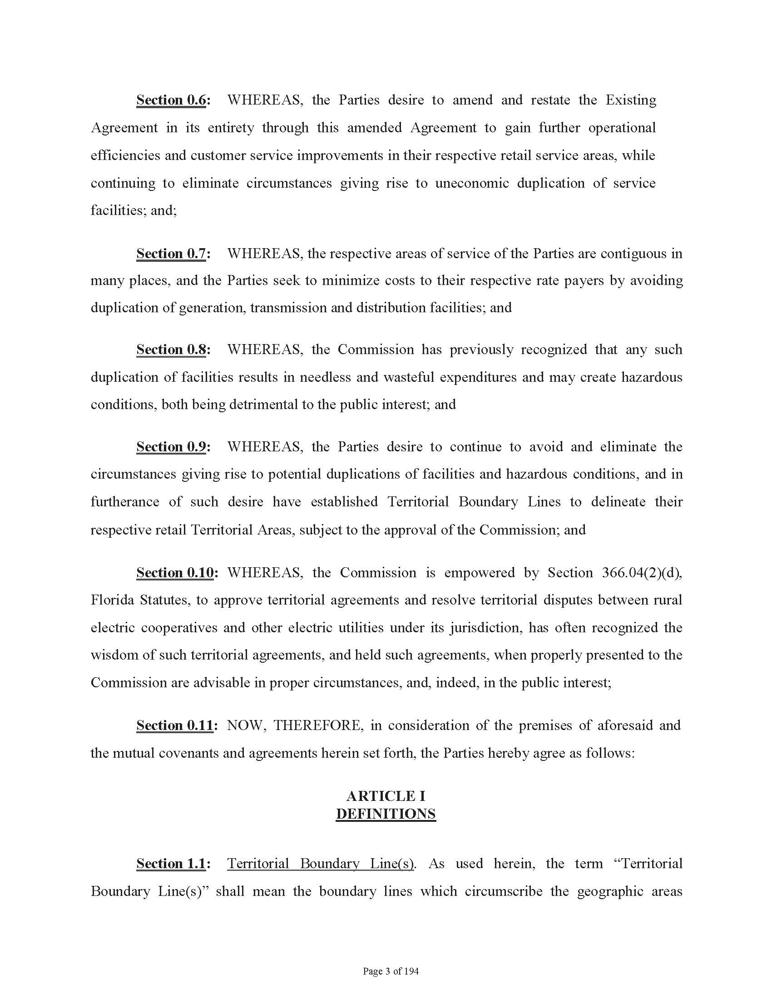 Section 0.6: WHEREAS, the Parties desire to amend and restate the Existing
Agreement in its entirety through this amended Agreement to gain further operational
efficiencies and customer service improvements in their respective retail service areas, while
continuing to eliminate circumstances giving rise to uneconomic duplication of service
facilities; and;
Section 0.7: WHEREAS, the respective areas of service of the Parties are contiguous in
many places, and the Parties seek to minimize costs to their respective rate payers by avoiding
duplication of generation, transmission and distribution facilities; and
Section 0.8: WHEREAS, the Commission has previously recognized that any such
duplication of facilities results in needless and wasteful expenditures and may create hazardous
conditions, both being detrimental to the public interest; and
Section 0.9: WHEREAS, the Parties desire to continue to avoid and eliminate the
circumstances giving rise to potential duplications of facilities and hazardous conditions, and in
furtherance of such desire have established Territorial Boundary Lines to delineate their
respective retail Territorial Areas, subject to the approval of the Commission; and
Section 0.10: WHEREAS, the Commission is empowered by Section 366.04(2)(d),
Florida Statutes, to approve territorial agreements and resolve territorial disputes between rural
electric cooperatives and other electric utilities under its jurisdiction, has often recognized the
wisdom of such territorial agreements, and held such agreements, when properly presented to the
Commission are advisable in proper circumstances, and, indeed, in the public interest;
Section 0.11: NOW, THEREFORE, in consideration of the premises of aforesaid and
the mutual covenants and agreements herein set forth, the Parties hereby agree as follows:
ARTICLE I
DEFINITIONS
Section 1.1: Territorial Boundary Line(s). As used herein, the term “Territorial
Boundary Line(s)” shall mean the boundary lines which circumscribe the geographic areas
Page 3 of 194